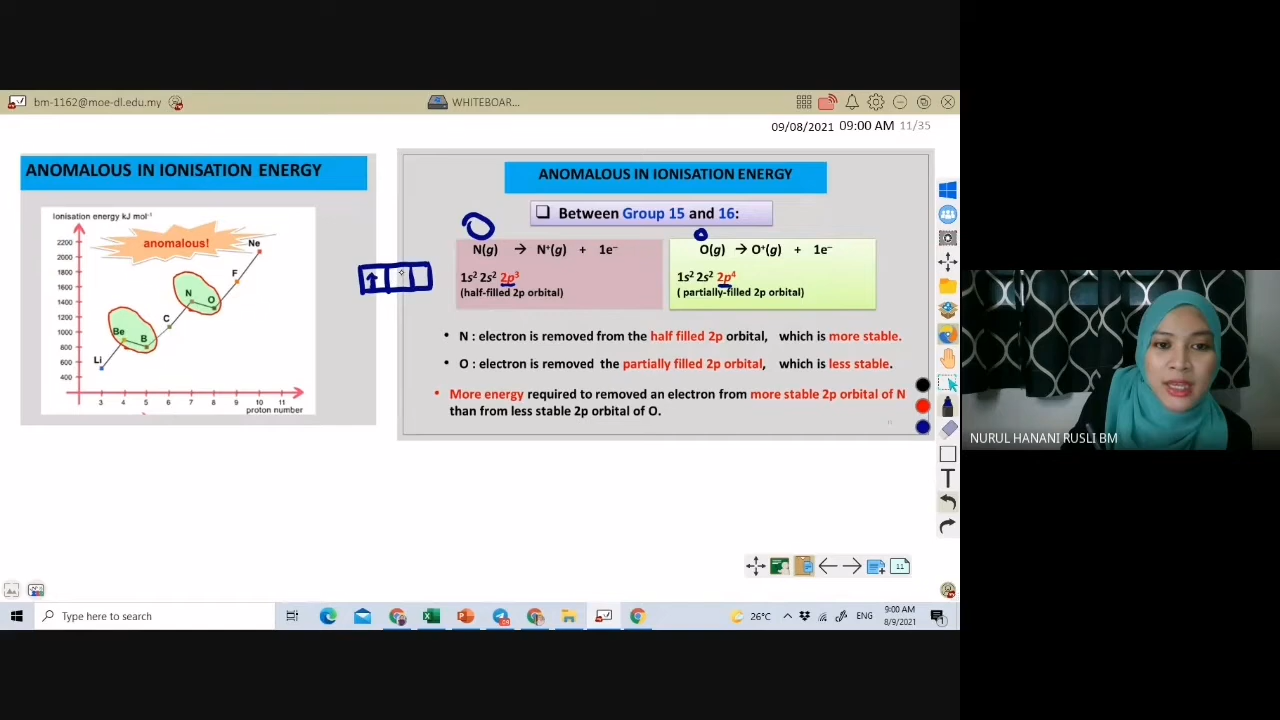 bm-1162@moe-dl.edu.my
WHITEBOAR...
09/08/2021 09:00 AM 11/35
ANOMALOUS IN IONISATION ENERGY
Ionisation energy kJ mol⁻¹
anomalous!
2200
2000
1800
1600
1400
1200
1000
800
600
400
Li
Be
B
C
N
O
F
Ne
3 4 5 6 7 8 9 10 11
proton number
ANOMALOUS IN IONISATION ENERGY
❑ Between Group 15 and 16:
N(g) → N⁺(g) + 1e⁻
1s² 2s² 2p³
(half-filled 2p orbital)
O(g) → O⁺(g) + 1e⁻
1s² 2s² 2p⁴
( partially-filled 2p orbital)
• N : electron is removed from the half filled 2p orbital, which is more stable.
• O : electron is removed the partially filled 2p orbital, which is less stable.
• More energy required to removed an electron from more stable 2p orbital of N
than from less stable 2p orbital of O.
T
11
NURUL HANANI RUSLI BM
Type here to search
26°C
ENG
9:00 AM
8/9/2021
1